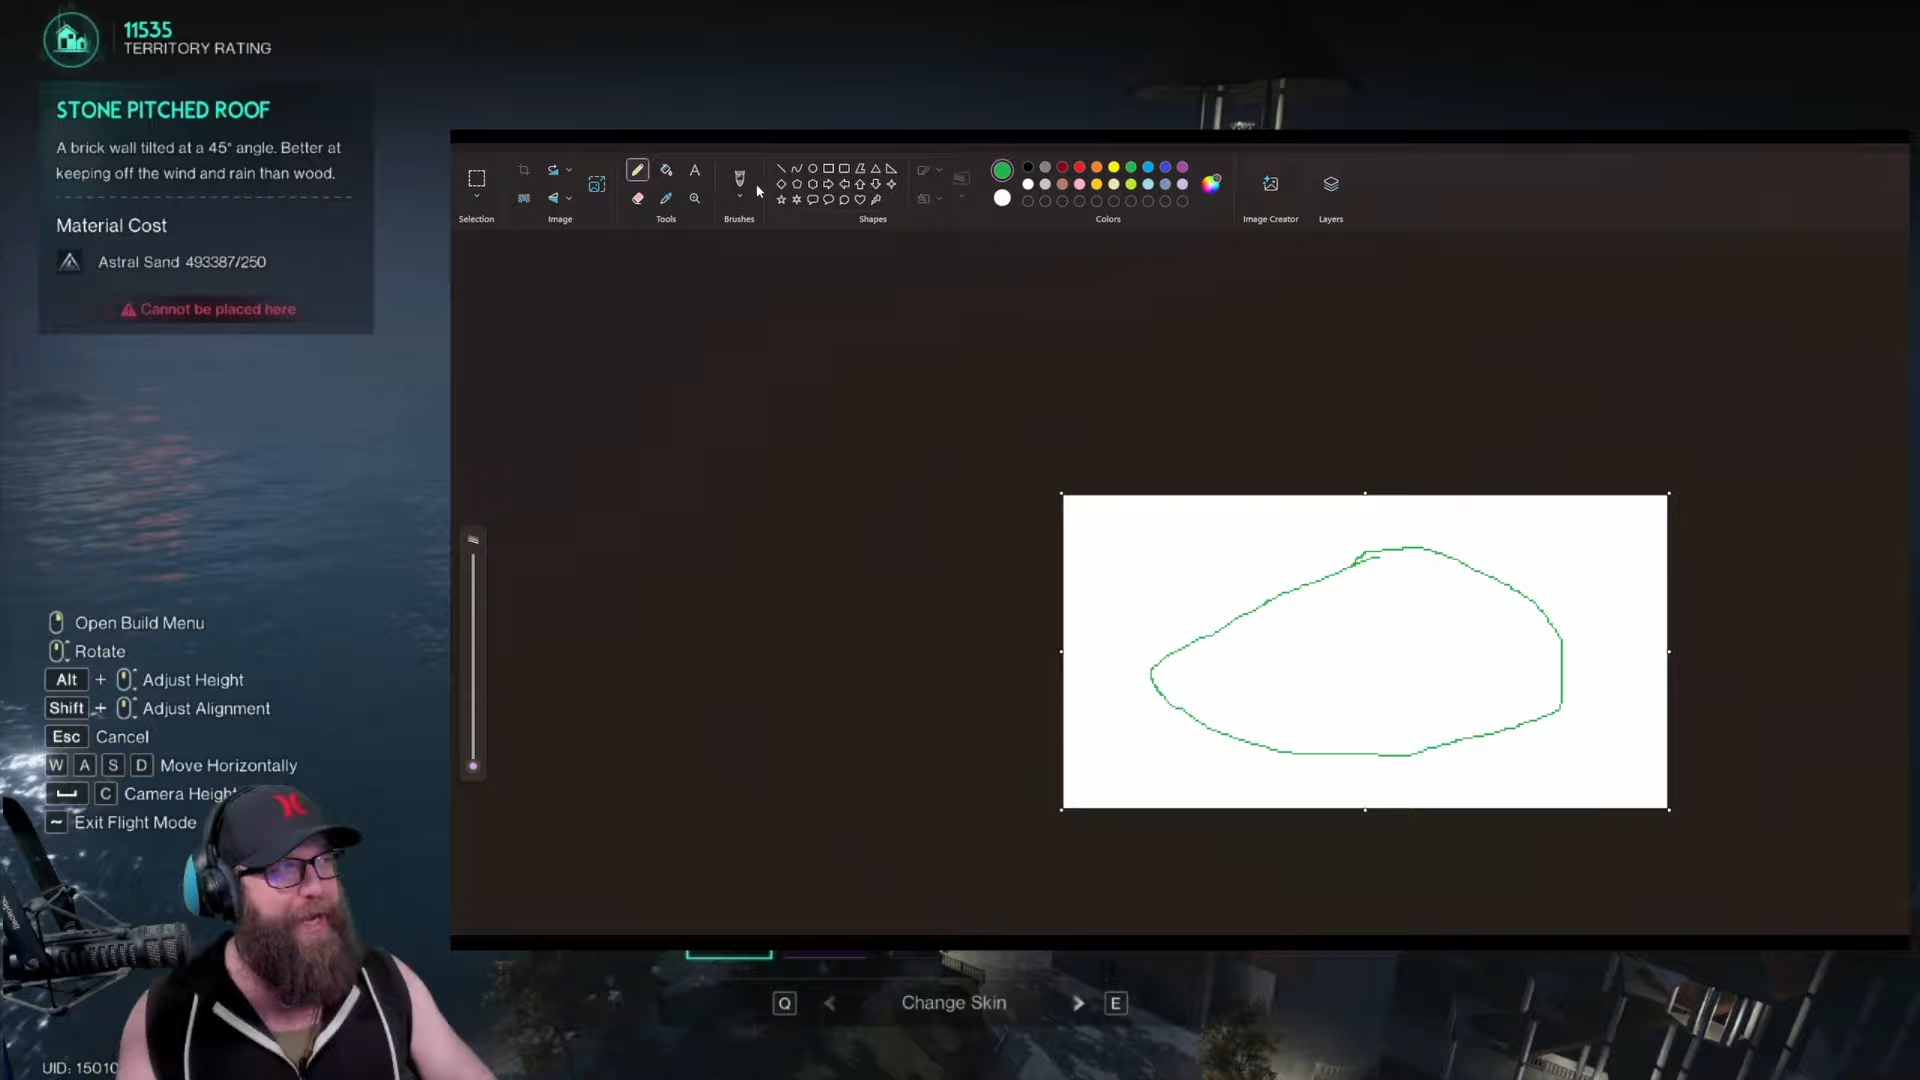 11535
TERRITORY RATING
STONE PITCHED ROOF
A brick wall tilted at a 45° angle. Better at
keeping off the wind and rain than wood.
Material Cost
Astral Sand 493387/250
Cannot be placed here
Selection
Image
Tools
Brushes
Shapes
Colors
Image Creator
Layers
Open Build Menu
Rotate
Alt + Adjust Height
Shift + Adjust Alignment
Esc Cancel
W A S D Move Horizontally
C Camera Height
~ Exit Flight Mode
Q < Change Skin > E
UID: 15010